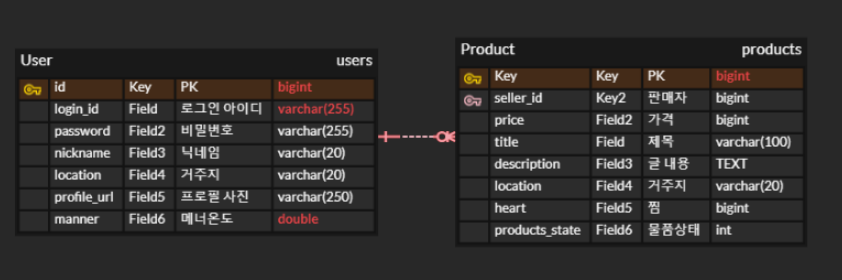 User users
id Key PK bigint
login_id Field 로그인 아이디 varchar(255)
password Field2 비밀번호 varchar(255)
nickname Field3 닉네임 varchar(20)
location Field4 거주지 varchar(20)
profile_url Field5 프로필 사진 varchar(250)
manner Field6 메너온도 double
Product products
Key Key PK bigint
seller_id Key2 판매자 bigint
price Field2 가격 bigint
title Field 제목 varchar(100)
description Field3 글 내용 TEXT
location Field4 거주지 varchar(20)
heart Field5 찜 bigint
products_state Field6 물품상태 int